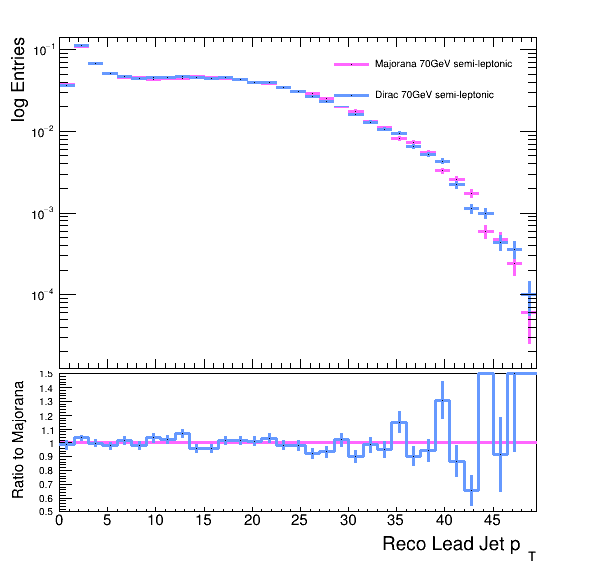 log Entries
10⁻¹
10⁻²
10⁻³
10⁻⁴
Majorana 70GeV semi-leptonic
Dirac 70GeV semi-leptonic
Ratio to Majorana
1.5
1.4
1.3
1.2
1.1
1
0.9
0.8
0.7
0.6
0.5
0 5 10 15 20 25 30 35 40 45
Reco Lead Jet p T